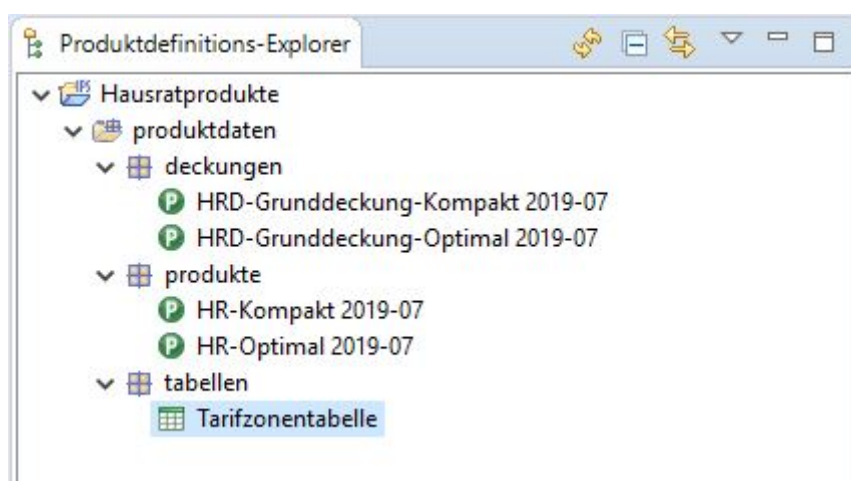 Produktdefinitions-Explorer
Hausratprodukte
produktdaten
deckungen
HRD-Grunddeckung-Kompakt 2019-07
HRD-Grunddeckung-Optimal 2019-07
produkte
HR-Kompakt 2019-07
HR-Optimal 2019-07
tabellen
Tarifzonentabelle